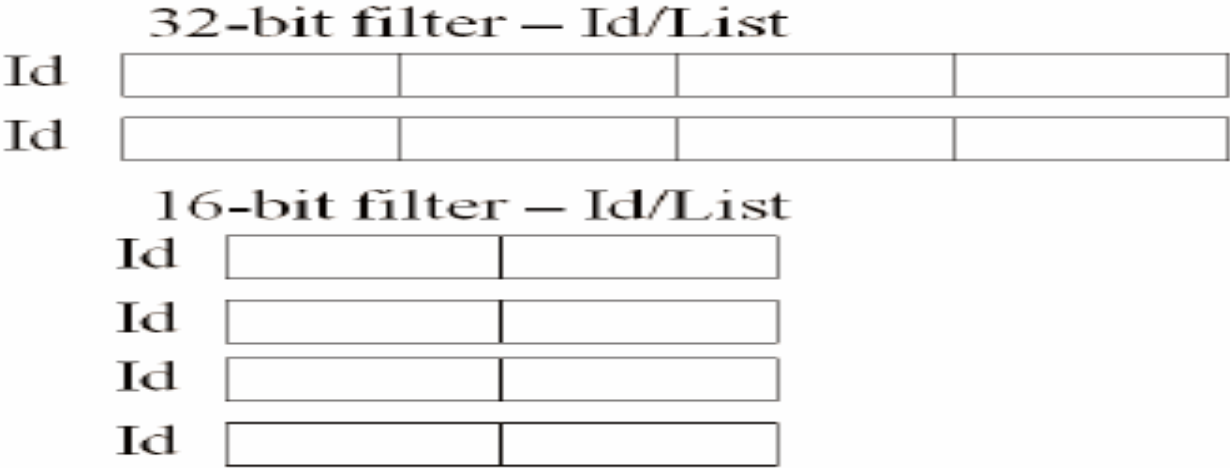 32-bit filter – Id/List
Id
Id
16-bit filter – Id/List
Id
Id
Id
Id